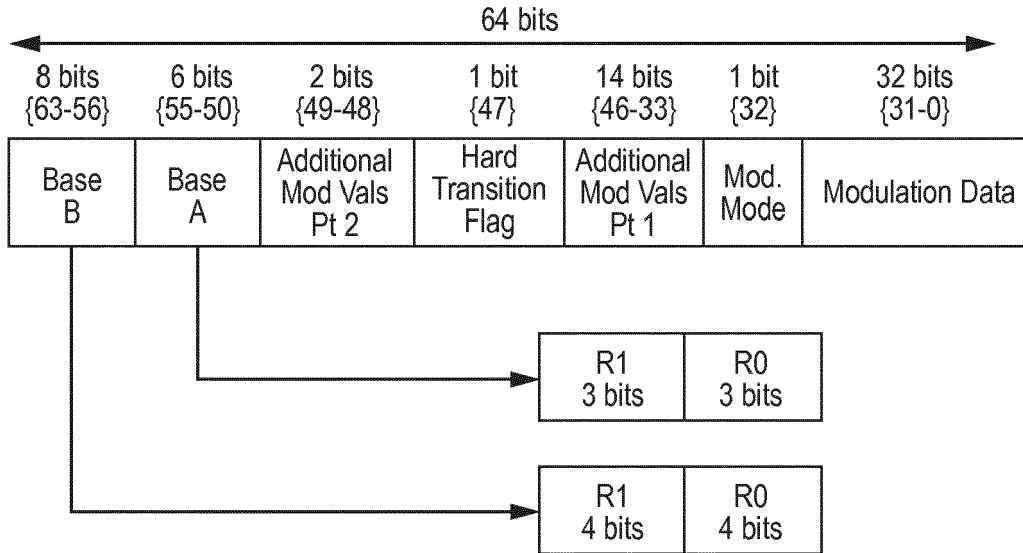 64 bits
8 bits 6 bits 2 bits 1 bit 14 bits 1 bit 32 bits
{63-56} {55-50} {49-48} {47} {46-33} {32} {31-0}
Base
B
Base
A
Additional
Mod Vals
Pt 2
Hard
Transition
Flag
Additional
Mod Vals
Pt 1
Mod.
Mode
Modulation Data
R1
3 bits
R0
3 bits
R1
4 bits
R0
4 bits